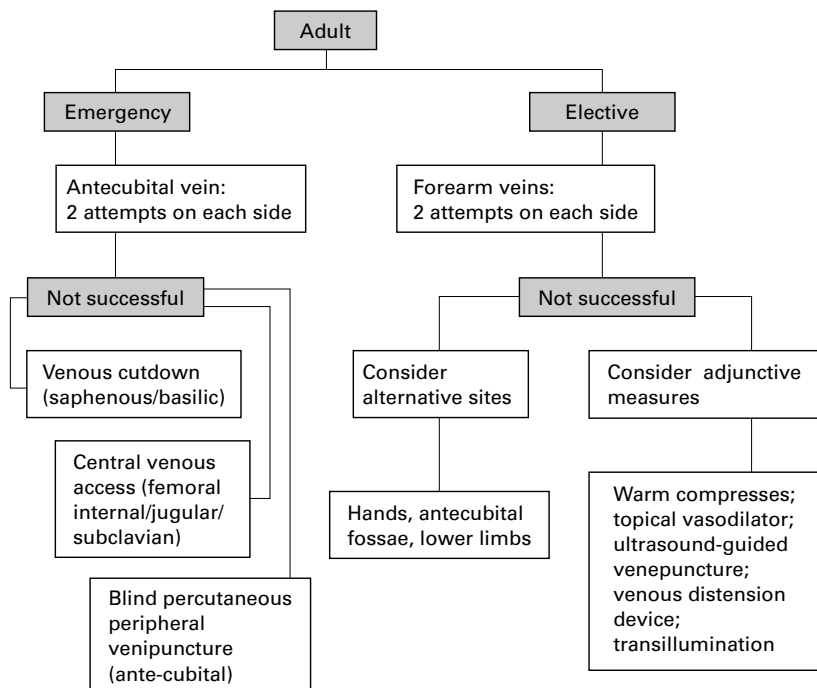 Adult
Emergency
Elective
Antecubital vein:
2 attempts on each side
Forearm veins:
2 attempts on each side
Not successful
Not successful
Venous cutdown
(saphenous/basilic)
Consider
alternative sites
Consider adjunctive
measures
Central venous
access (femoral
internal/jugular/
subclavian)
Hands, antecubital
fossae, lower limbs
Warm compresses;
topical vasodilator;
ultrasound-guided
venepuncture;
venous distension
device;
transillumination
Blind percutaneous
peripheral
venipuncture
(ante-cubital)